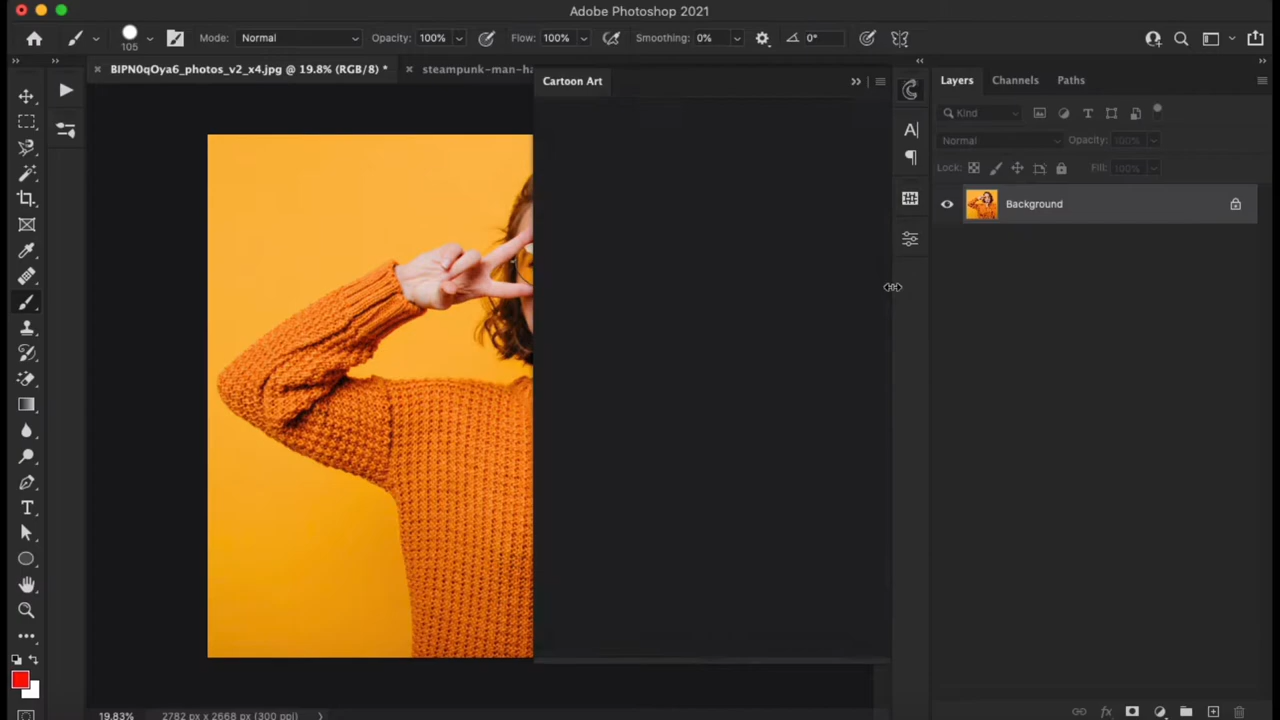 Adobe Photoshop 2021
105
Mode: Normal
Opacity: 100%
Flow: 100%
Smoothing: 0%
0°
BIPN0qOya6_photos_v2_x4.jpg @ 19.8% (RGB/8) *
steampunk-man-ha
Cartoon Art
Layers
Channels
Paths
Kind
Normal
Opacity: 100%
Lock:
Fill: 100%
Background
19.83%
2782 px x 2668 px (300 ppi)